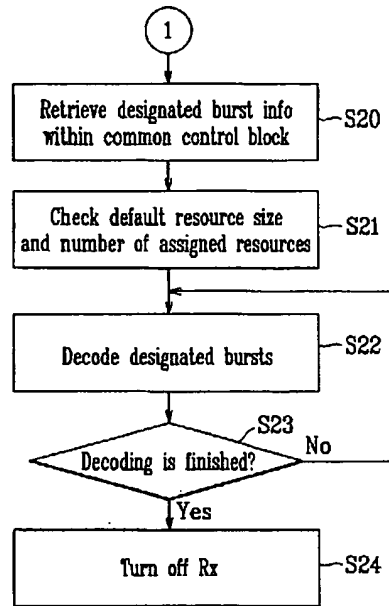 1
Retrieve designated burst info
within common control block
S20
Check default resource size
and number of assigned resources
S21
Decode designated bursts
S22
S23
Decoding is finished?
No
Yes
Turn off Rx
S24